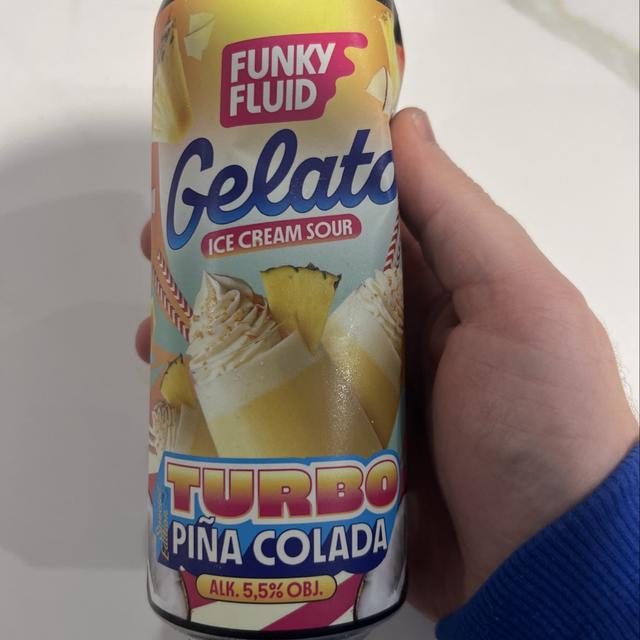 FUNKY
FLUID
Gelato
ICE CREAM SOUR
TURBO
PIÑA COLADA
ALK. 5,5% OBJ.